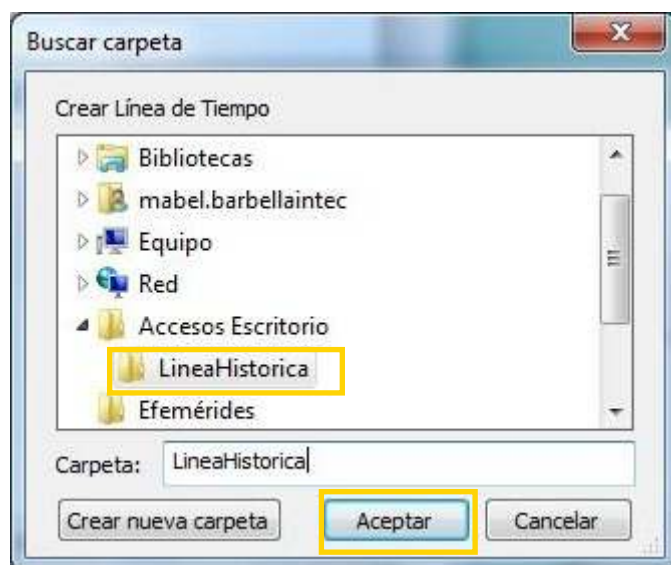 Buscar carpeta
Crear Línea de Tiempo
Bibliotecas
mabel.barbellaintec
Equipo
Red
Accesos Escritorio
LineaHistorica
Efemérides
Carpeta: LineaHistorica
Crear nueva carpeta Aceptar Cancelar